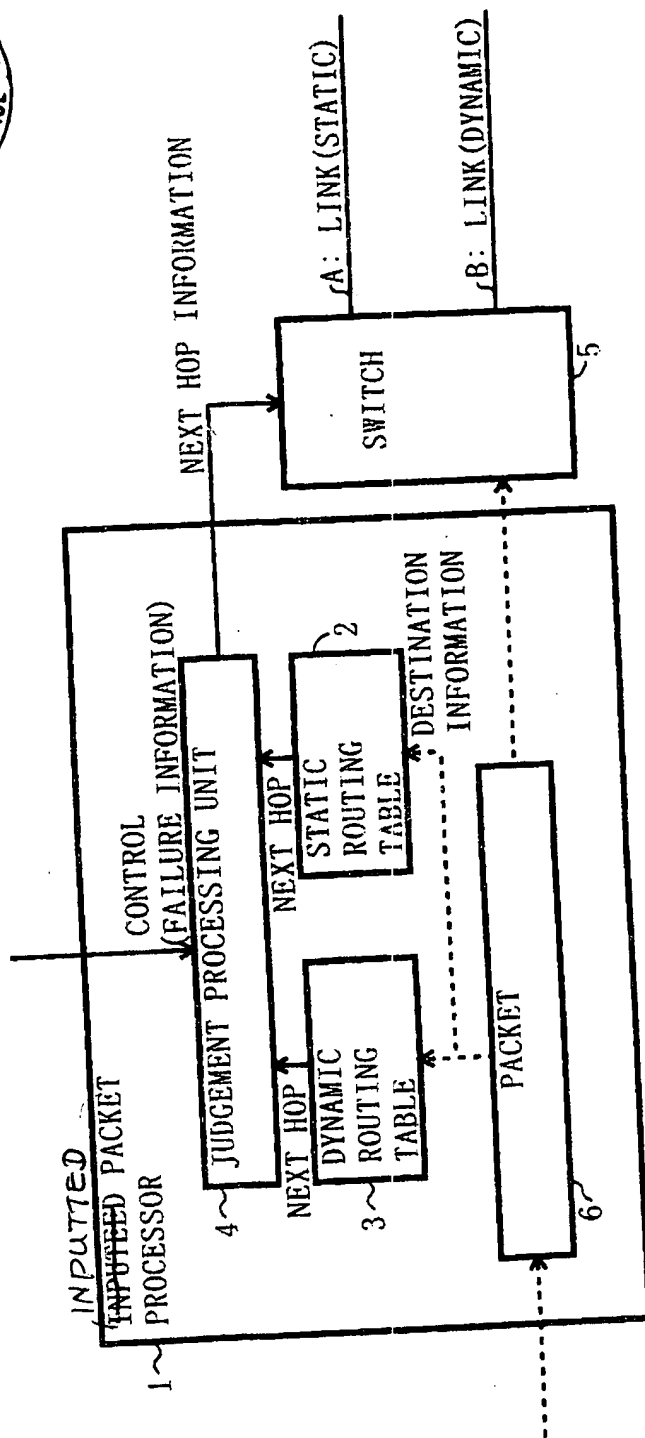 INPUTTED
INPUTEED PACKET
PROCESSOR
1
CONTROL
(FAILURE INFORMATION)
JUDGEMENT PROCESSING UNIT
4
NEXT HOP
NEXT HOP
DYNAMIC
ROUTING
TABLE
3
STATIC
ROUTING
TABLE
2
DESTINATION
INFORMATION
PACKET
6
NEXT HOP INFORMATION
SWITCH
5
A: LINK(STATIC)
B: LINK(DYNAMIC)